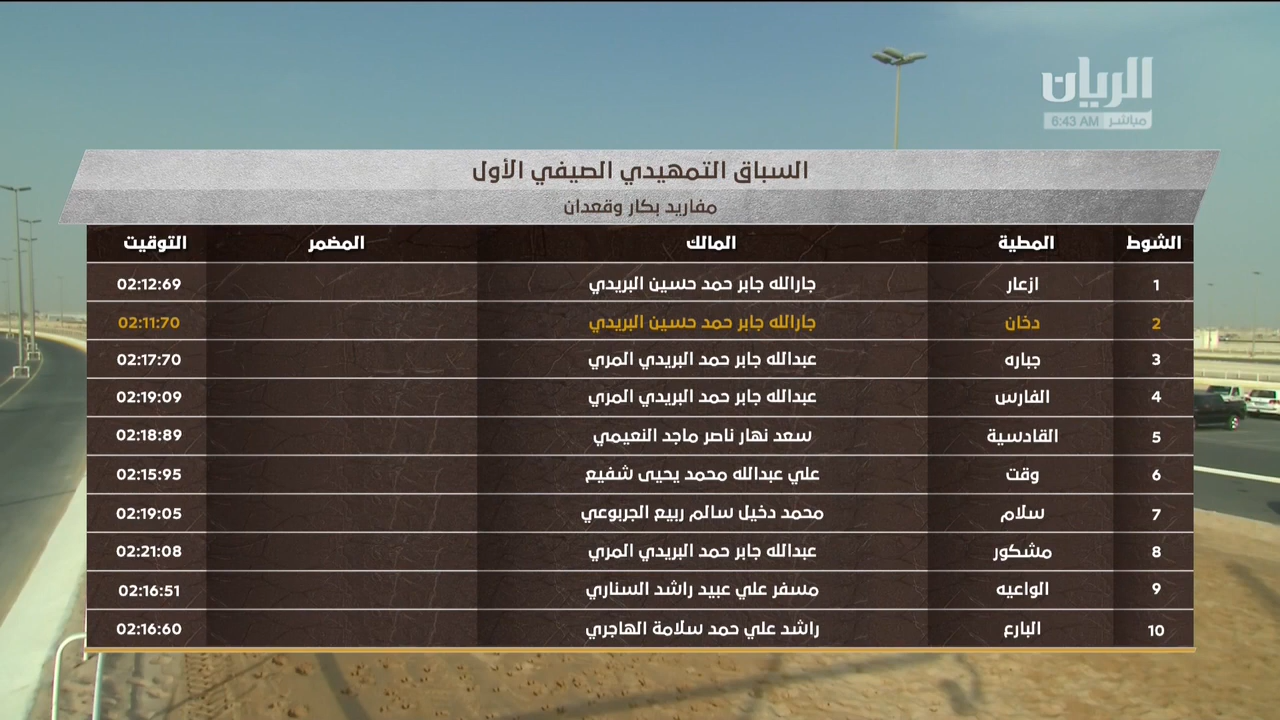 الريان
مباشر 6:43 AM
السباق التمهيدي الصيفي الأول
مفاريد بكار وقعدان
الشوط المطية المالك المضمر التوقيت
1 ازعار جارالله جابر حمد حسين البريدي 02:12:69
2 دخان جارالله جابر حمد حسين البريدي 02:11:70
3 جباره عبدالله جابر حمد البريدي المري 02:17:70
4 الفارس عبدالله جابر حمد البريدي المري 02:19:09
5 القادسية سعد نهار ناصر ماجد النعيمي 02:18:89
6 وقت علي عبدالله محمد يحيى شفيع 02:15:95
7 سلام محمد دخيل سالم ربيع الجربوعي 02:19:05
8 مشكور عبدالله جابر حمد البريدي المري 02:21:08
9 الواعيه مسفر علي عبيد راشد السناري 02:16:51
10 البارع راشد علي حمد سلامة الهاجري 02:16:60